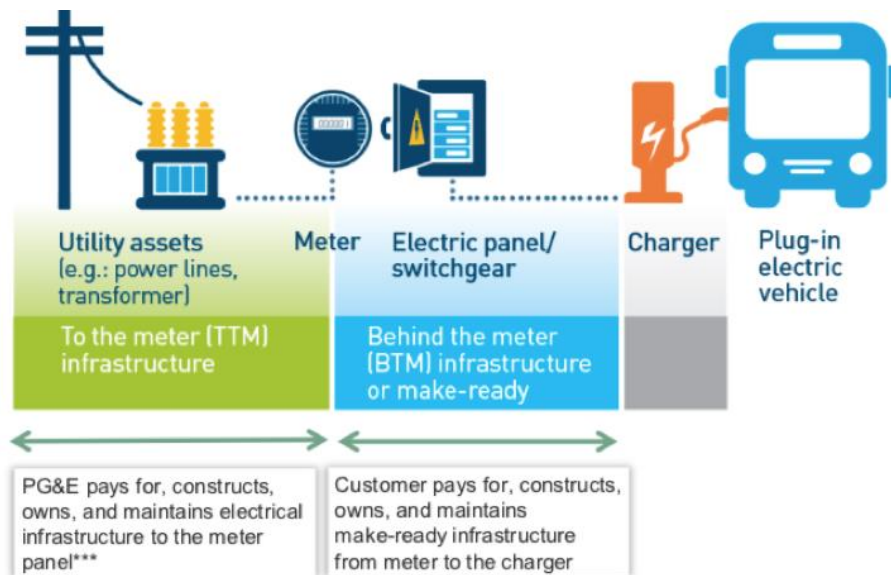 000001
Utility assets
(e.g.: power lines,
transformer)
Meter
Electric panel/
switchgear
Charger
Plug-in
electric
vehicle
To the meter (TTM)
infrastructure
Behind the meter
(BTM) infrastructure
or make-ready
PG&E pays for, constructs,
owns, and maintains electrical
infrastructure to the meter
panel***
Customer pays for, constructs,
owns, and maintains
make-ready infrastructure
from meter to the charger